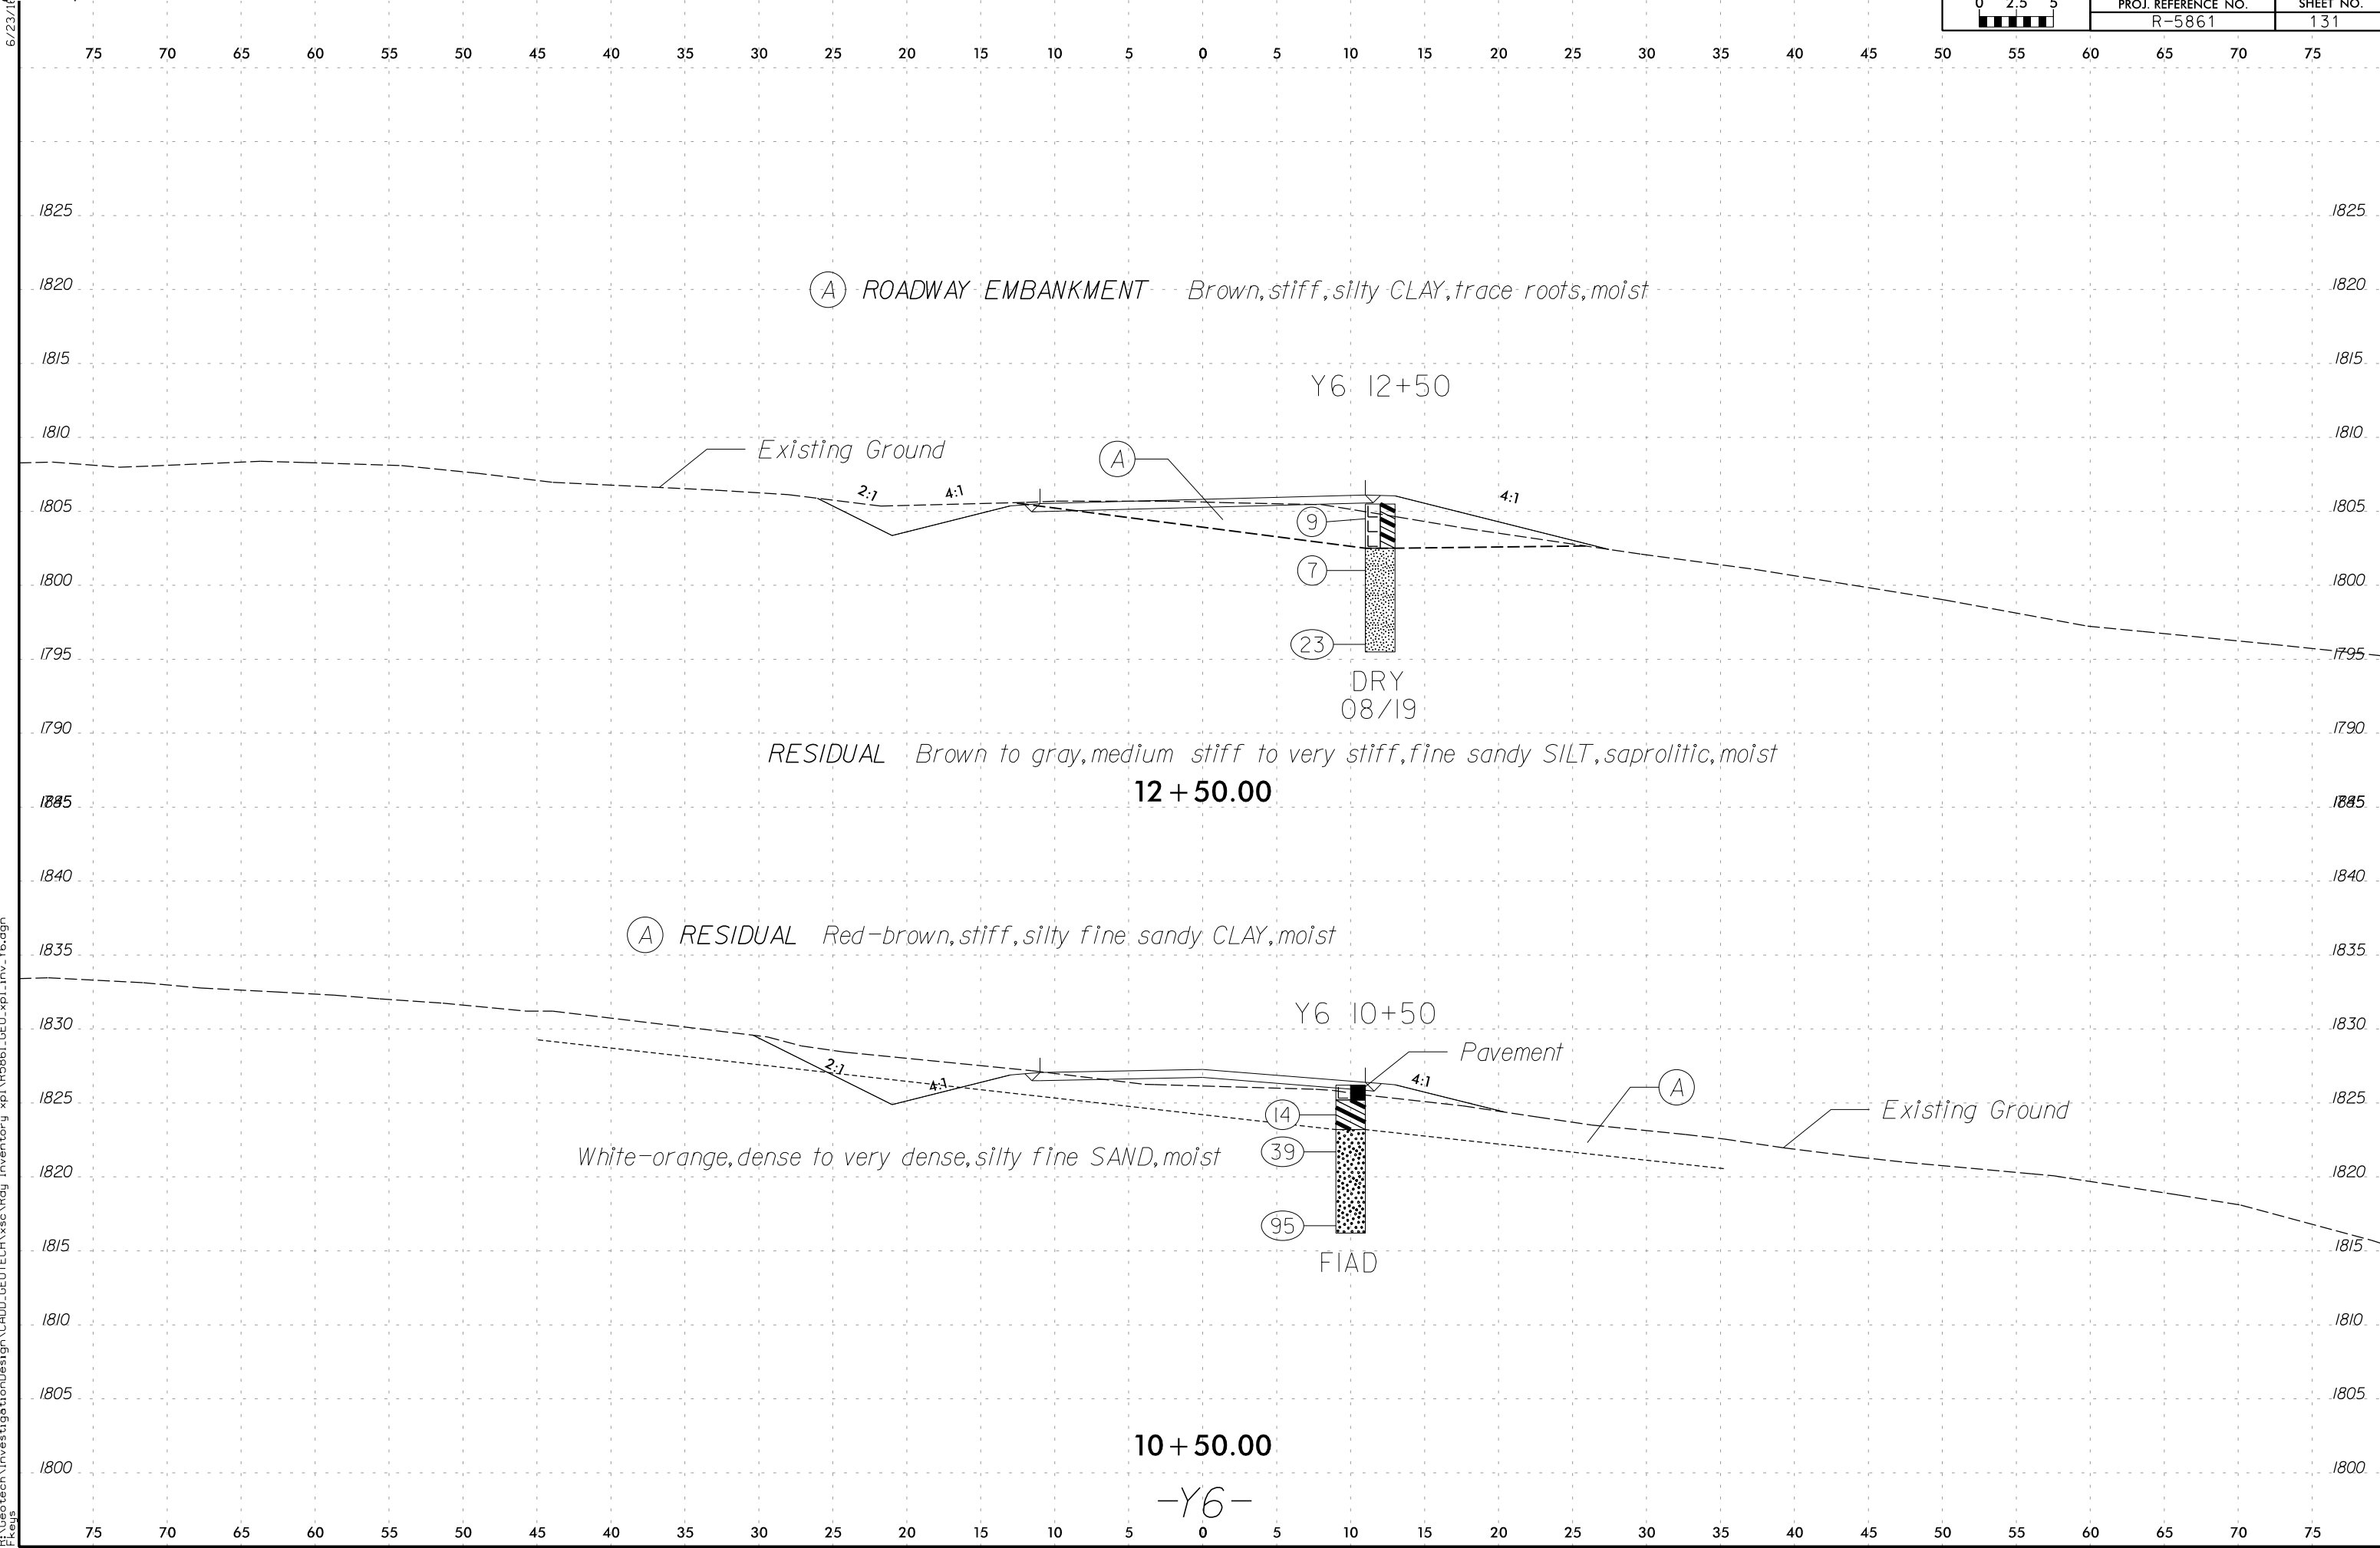 0 2.5 5 PROJ. REFERENCE NO. SHEET NO.
R-5861 131
6/23/16
75 70 65 60 55 50 45 40 35 30 25 20 15 10 5 0 5 10 15 20 25 30 35 40 45 50 55 60 65 70 75
1825 1825
1820 1820
A ROADWAY EMBANKMENT Brown, stiff, silty CLAY, trace roots, moist
1815 1815
Y6 12+50
1810 1810
Existing Ground
A
2:1 4:1 4:1
1805 1805
9
7
1800 1800
23
1795 1795
DRY
08/19
1790 1790
RESIDUAL Brown to gray, medium stiff to very stiff, fine sandy SILT, saprolitic, moist
12+50.00
1840 1840
A RESIDUAL Red-brown, stiff, silty fine sandy CLAY, moist
1835 1835
Y6 10+50
1830 1830
Pavement
2:1 4:1 4:1
A
1825 1825
Existing Ground
14
39
White-orange, dense to very dense, silty fine SAND, moist
1820 1820
95
1815 1815
FIAD
1810 1810
1805 1805
10+50.00
1800 1800
-Y6-
75 70 65 60 55 50 45 40 35 30 25 20 15 10 5 0 5 10 15 20 25 30 35 40 45 50 55 60 65 70 75